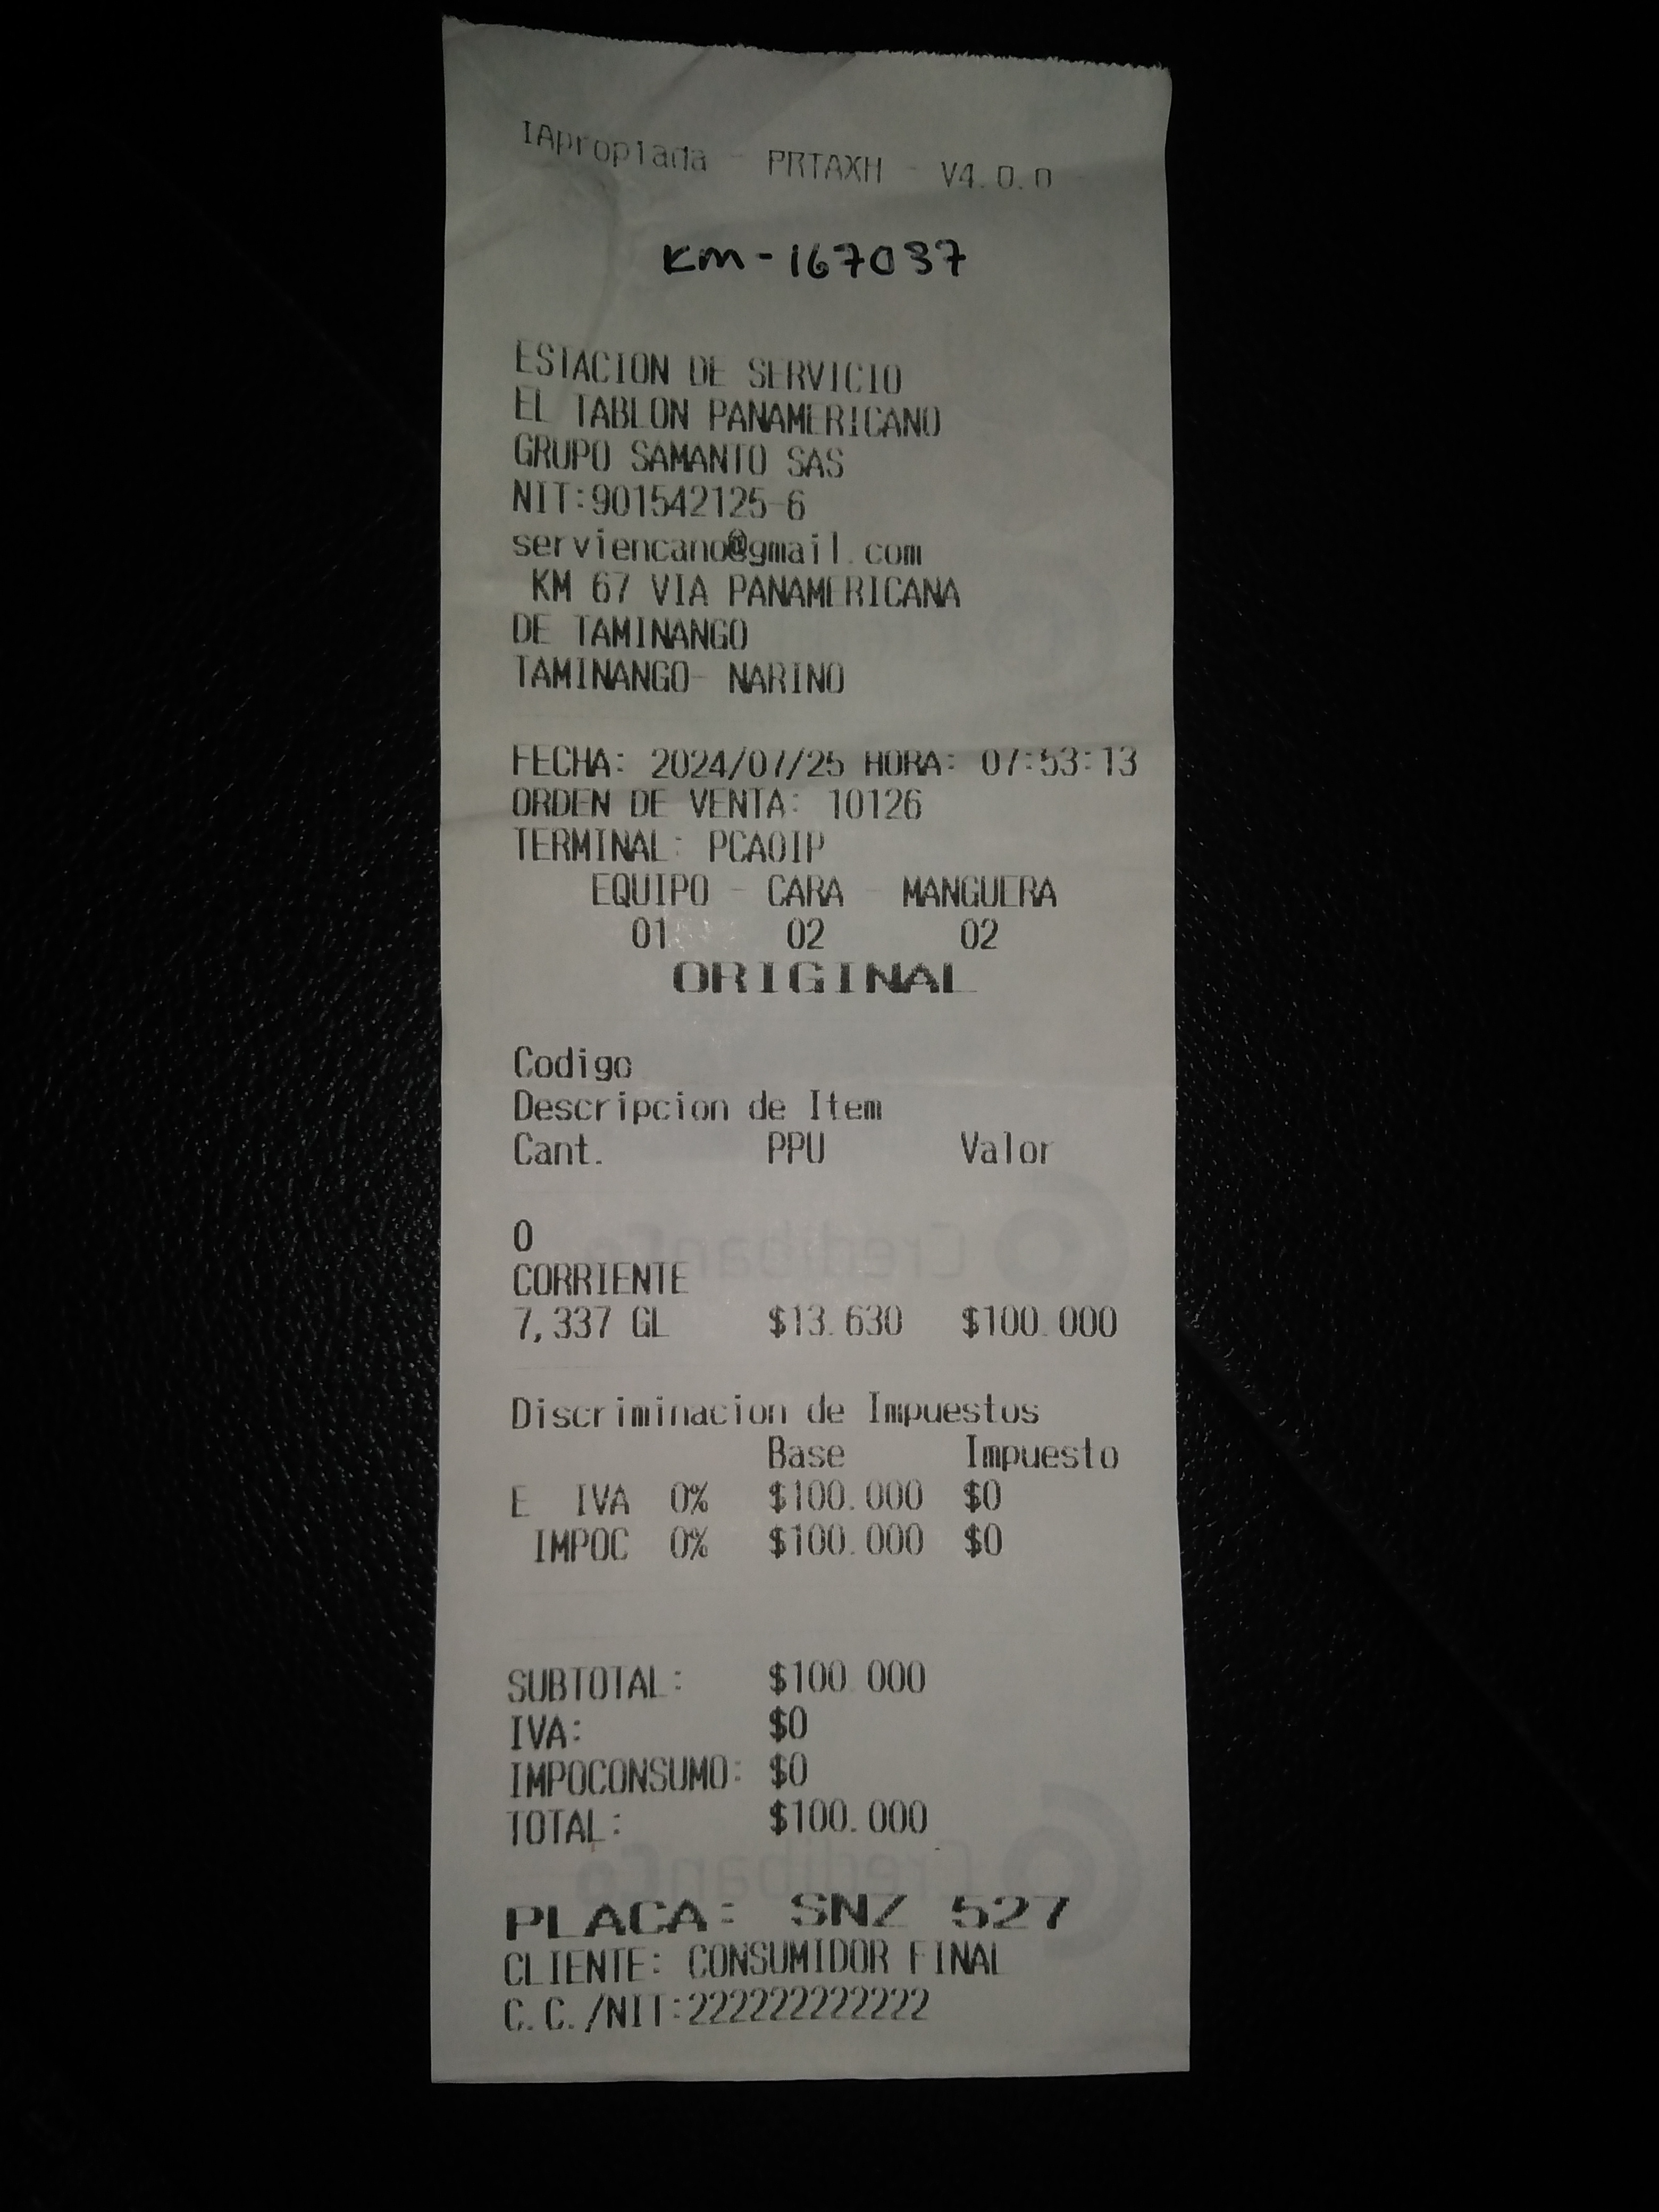 IApropiada - PRTAXH - V4.0.0
Km-167037
ESTACION DE SERVICIO
EL TABLON PANAMERICANO
GRUPO SAMANTO SAS
NIT:901542125-6
serviencano@gmail.com
KM 67 VIA PANAMERICANA
DE TAMINANGO
TAMINANGO- NARINO
FECHA: 2024/07/25 HORA: 07:53:13
ORDEN DE VENTA: 10126
TERMINAL: PCAOIP
EQUIPO - CARA - MANGUERA
01 02 02
ORIGINAL
Codigo
Descripcion de Item
Cant. PPU Valor
0
CORRIENTE
7,337 GL $13.630 $100.000
Discriminacion de Impuestos
Base Impuesto
E IVA 0% $100.000 $0
IMPOC 0% $100.000 $0
SUBTOTAL: $100.000
IVA: $0
IMPOCONSUMO: $0
TOTAL: $100.000
PLACA: SNZ 527
CLIENTE: CONSUMIDOR FINAL
C.C./NIT:222222222222
CredibanCo
CredibanCo